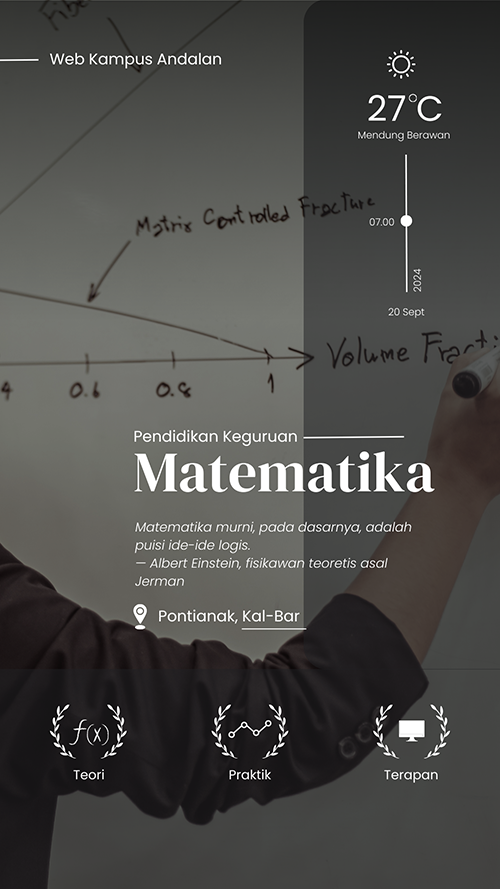 Fibe
Web Kampus Andalan
27°C
Mendung Berawan
Matrix Controlled Fracture
07.00
2024
20 Sept
Volume Fracti
4 0.6 0.8 1
Pendidikan Keguruan
Matematika
Matematika murni, pada dasarnya, adalah
puisi ide-ide logis.
— Albert Einstein, fisikawan teoretis asal
Jerman
Pontianak, Kal-Bar
f(x)
Teori Praktik Terapan